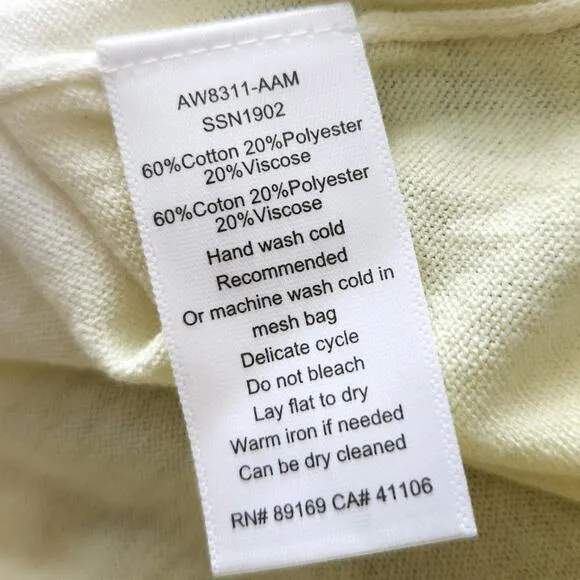 AW8311-AAM
SSN1902
60%Cotton 20%Polyester
20%Viscose
60%Coton 20%Polyester
20%Viscose
Hand wash cold
Recommended
Or machine wash cold in
mesh bag
Delicate cycle
Do not bleach
Lay flat to dry
Warm iron if needed
Can be dry cleaned
RN# 89169 CA# 41106